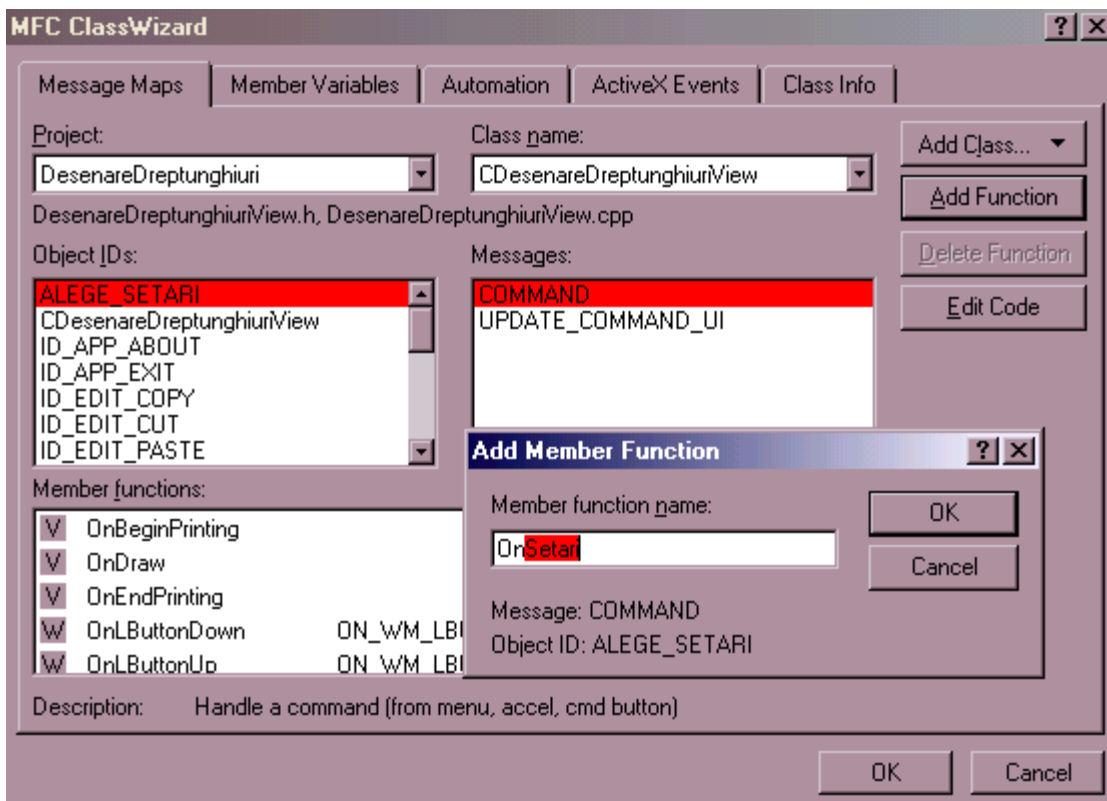 MFC ClassWizard
Message Maps
Member Variables
Automation
ActiveX Events
Class Info
Project:
Class name:
DesenareDreptunghiuri
CDesenareDreptunghiuriView
DesenareDreptunghiuriView.h, DesenareDreptunghiuriView.cpp
Add Class...
Add Function
Delete Function
Edit Code
Object IDs:
ALEGE_SETARI
CDesenareDreptunghiuriView
ID_APP_ABOUT
ID_APP_EXIT
ID_EDIT_COPY
ID_EDIT_CUT
ID_EDIT_PASTE
Messages:
COMMAND
UPDATE_COMMAND_UI
Member functions:
V OnBeginPrinting
V OnDraw
V OnEndPrinting
W OnLButtonDown ON_WM_LBU
W OnLButtonUp ON_WM_LBU
Add Member Function
Member function name:
OnSetari
OK
Cancel
Message: COMMAND
Object ID: ALEGE_SETARI
Description: Handle a command (from menu, accel, cmd button)
OK
Cancel